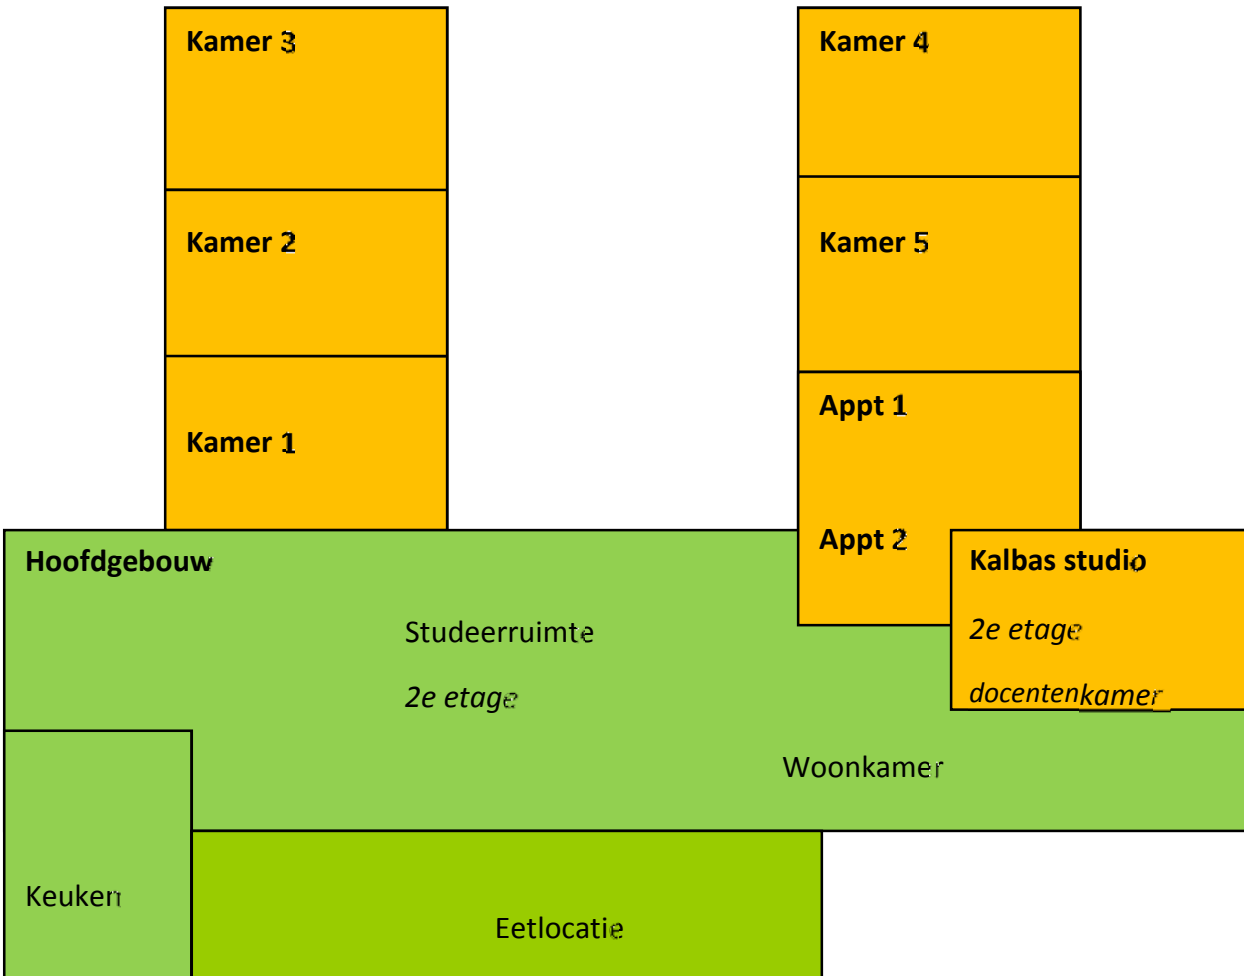 Kamer 3
Kamer 4
Kamer 2
Kamer 5
Appt 1
Kamer 1
Appt 2
Hoofdgebouw
Kalbas studio
Studeerruimte
2e etage
2e etage
docentenkamer
Woonkamer
Keuken
Eetlocatie